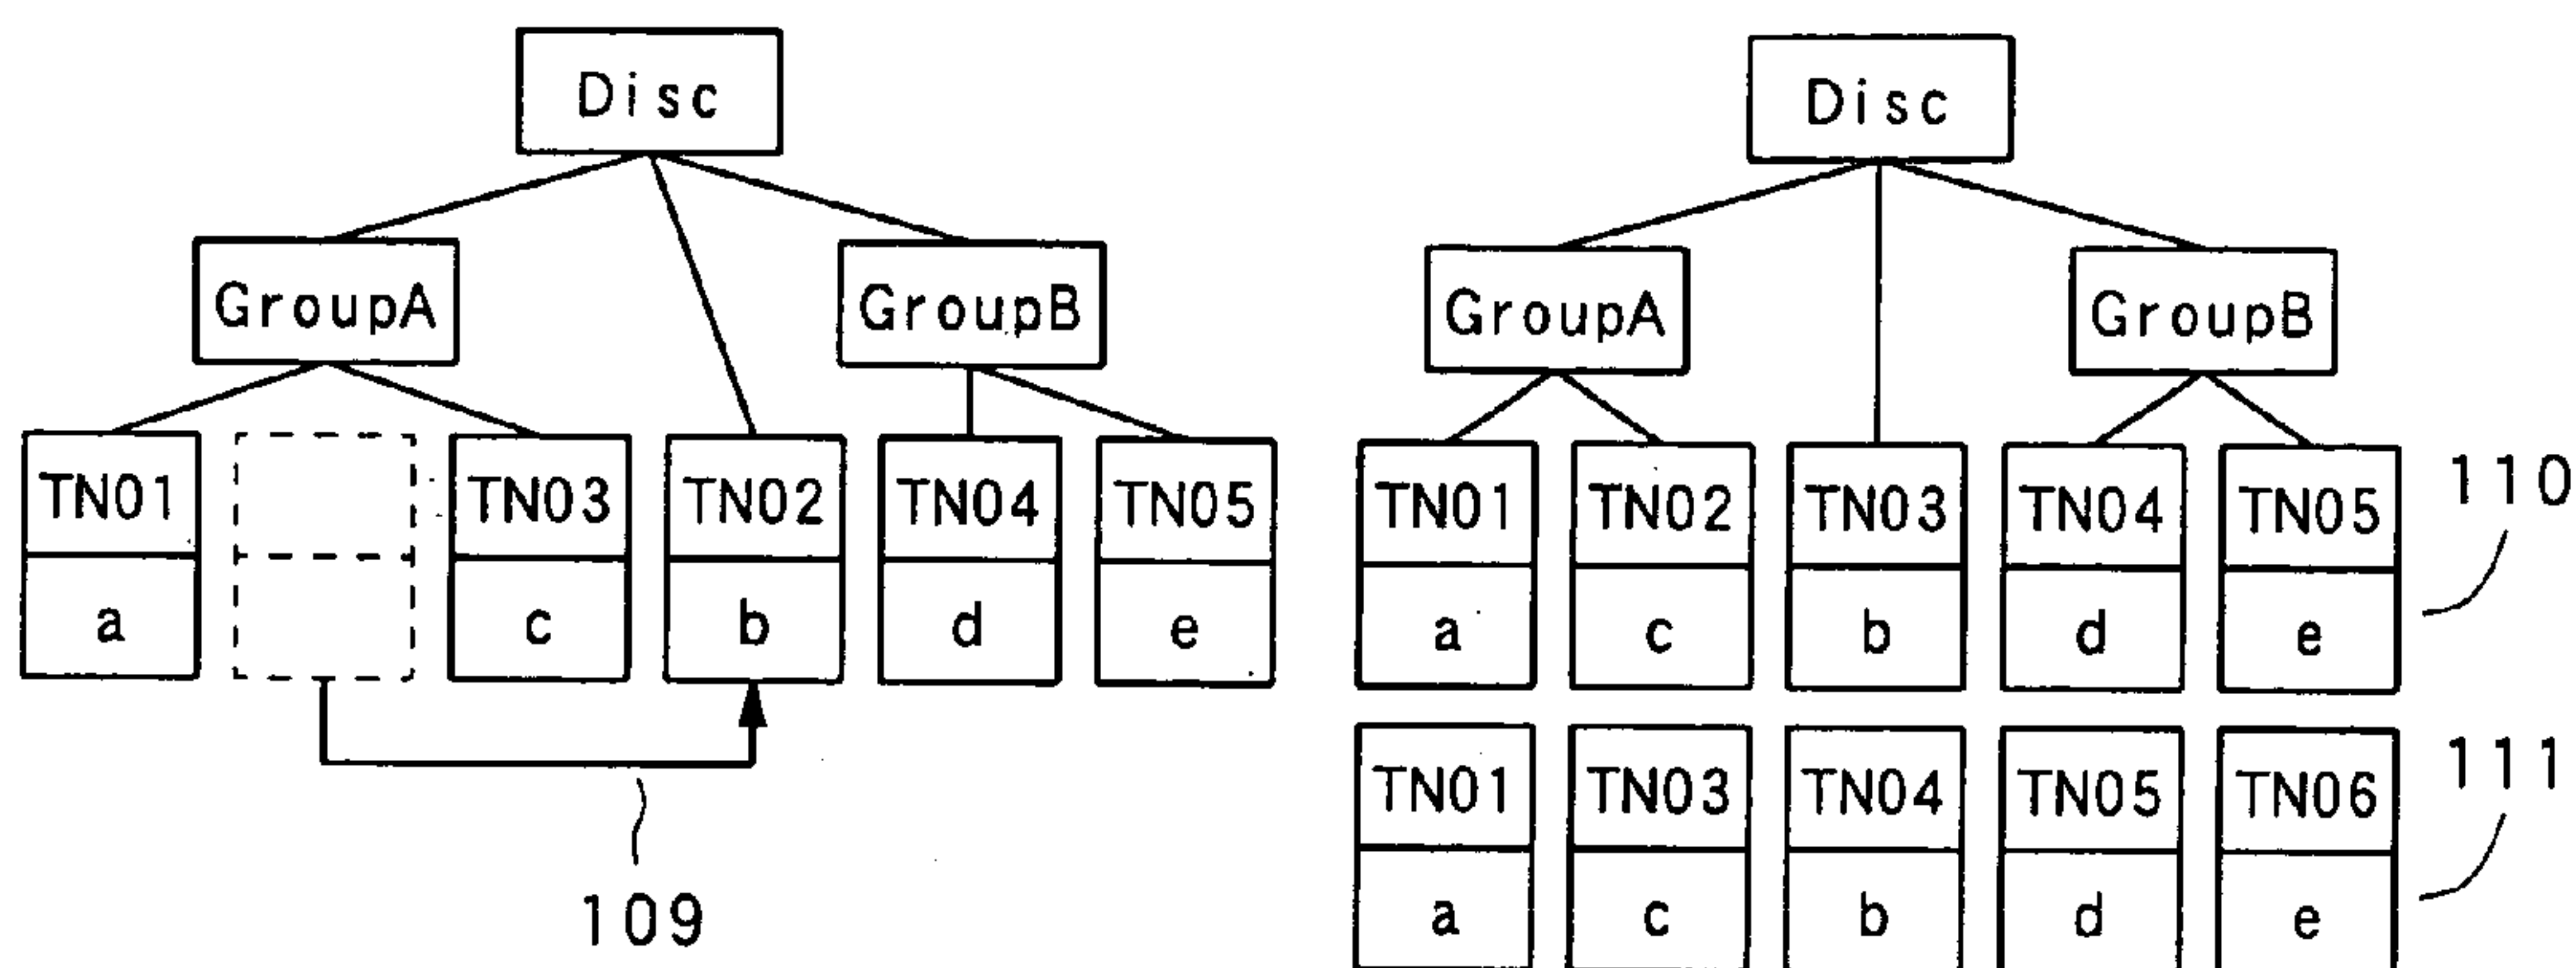 Disc
GroupA GroupB
TN01 TN03 TN02 TN04 TN05
a c b d e
109
Disc
GroupA GroupB
TN01 TN02 TN03 TN04 TN05 110
a c b d e
TN01 TN03 TN04 TN05 TN06 111
a c b d e